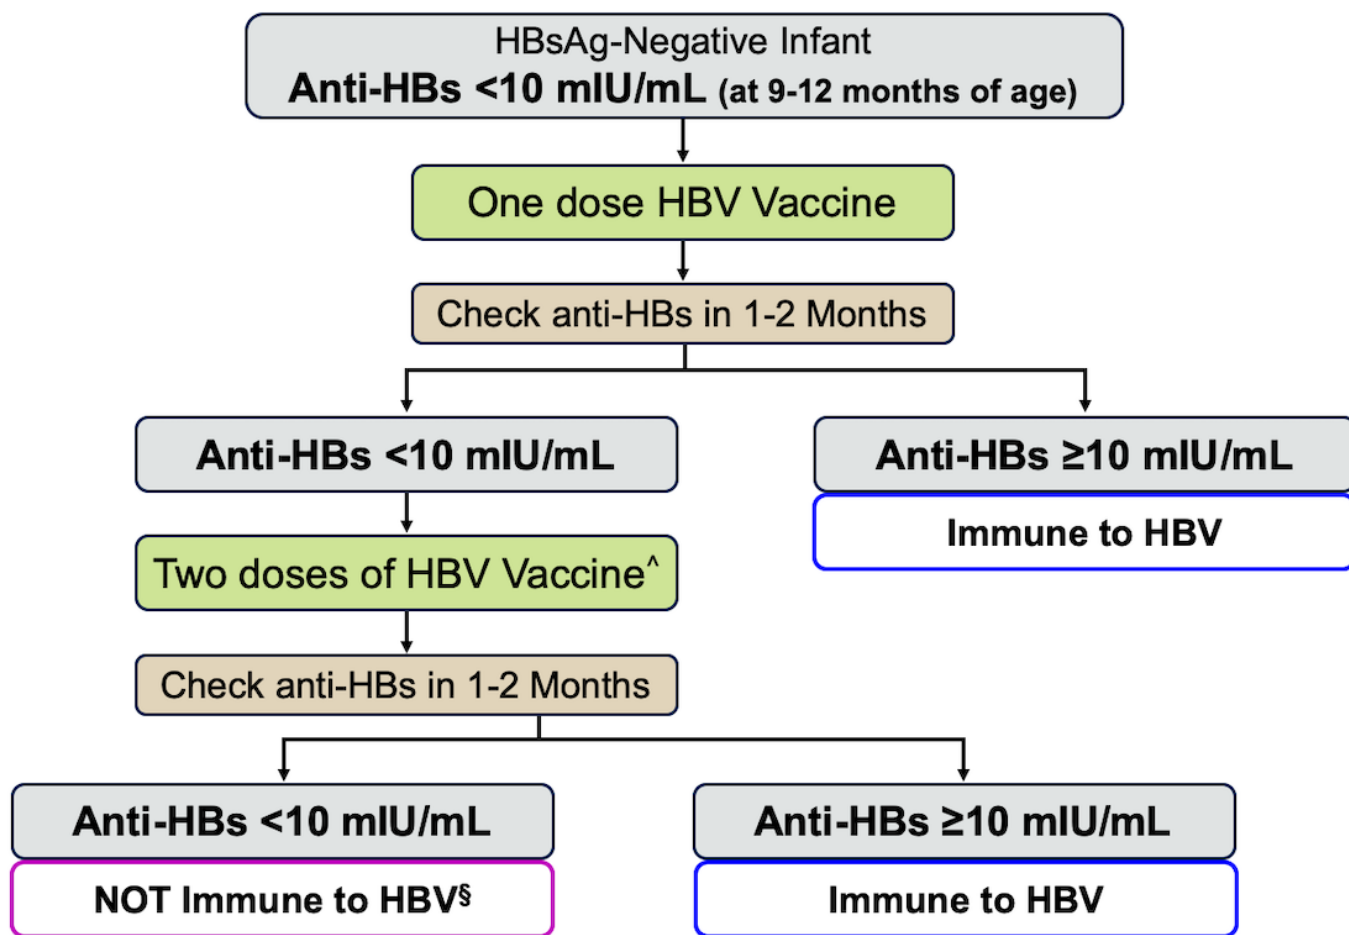 HBsAg-Negative Infant
Anti-HBs <10 mIU/mL (at 9-12 months of age)
One dose HBV Vaccine
Check anti-HBs in 1-2 Months
Anti-HBs <10 mIU/mL
Anti-HBs ≥10 mIU/mL
Immune to HBV
Two doses of HBV Vaccine^
Check anti-HBs in 1-2 Months
Anti-HBs <10 mIU/mL
Anti-HBs ≥10 mIU/mL
NOT Immune to HBV§
Immune to HBV